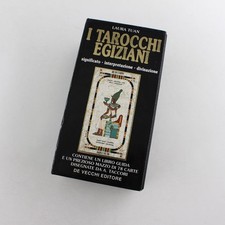 LAURA TUAN
I TAROCCHI
EGIZIANI
significato - interpretazione - divinazione
CONTIENE UN LIBRO GUIDA
E UN PREZIOSO MAZZO DI 78 CARTE
DISEGNATE DA S. TACCORI
DE VECCHI EDITORE